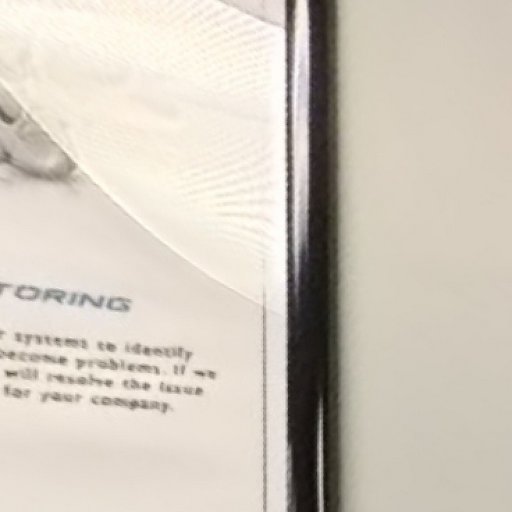 TORING
systems to identify
become problems. If we
will resolve the issue
for your company.